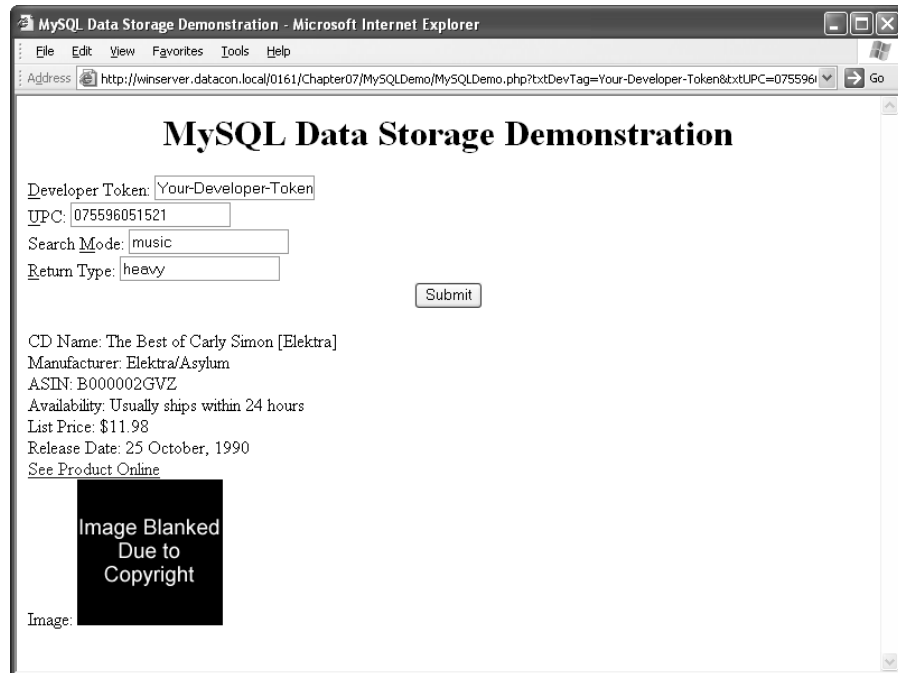 MySQL Data Storage Demonstration - Microsoft Internet Explorer
File Edit View Favorites Tools Help
Address http://winserver.datacon.local/0161/Chapter07/MySQLDemo/MySQLDemo.php?txtDevTag=Your-Developer-Token&txtUPC=075596 Go
MySQL Data Storage Demonstration
Developer Token: Your-Developer-Token
UPC: 075596051521
Search Mode: music
Return Type: heavy
Submit
CD Name: The Best of Carly Simon [Elektra]
Manufacturer: Elektra/Asylum
ASIN: B000002GVZ
Availability: Usually ships within 24 hours
List Price: $11.98
Release Date: 25 October, 1990
See Product Online
Image Blanked
Due to
Copyright
Image: